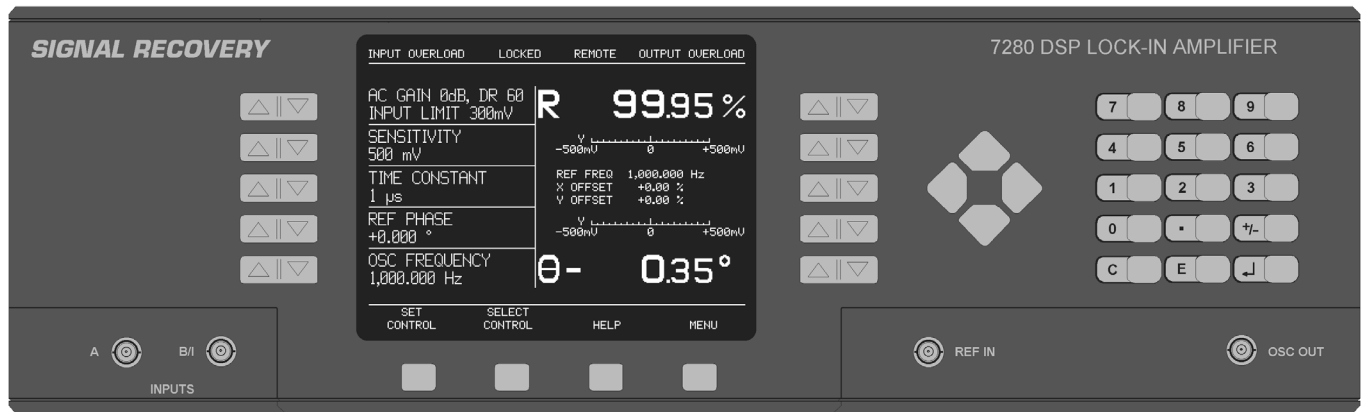 SIGNAL RECOVERY
7280 DSP LOCK-IN AMPLIFIER
INPUT OVERLOAD LOCKED REMOTE OUTPUT OVERLOAD
AC GAIN 0dB, DR 60
INPUT LIMIT 300mV
R 99.95 %
SENSITIVITY
500 mV
Y
-500mV 0 +500mV
TIME CONSTANT
1 µs
REF FREQ 1,000.000 Hz
X OFFSET +0.00 %
Y OFFSET +0.00 %
REF PHASE
+0.000 °
Y
-500mV 0 +500mV
OSC FREQUENCY
1,000.000 Hz
θ- 0.35°
SET CONTROL
SELECT CONTROL
HELP
MENU
7 8 9
4 5 6
1 2 3
0 . +/-
C E ↵
A
B/I
INPUTS
REF IN
OSC OUT